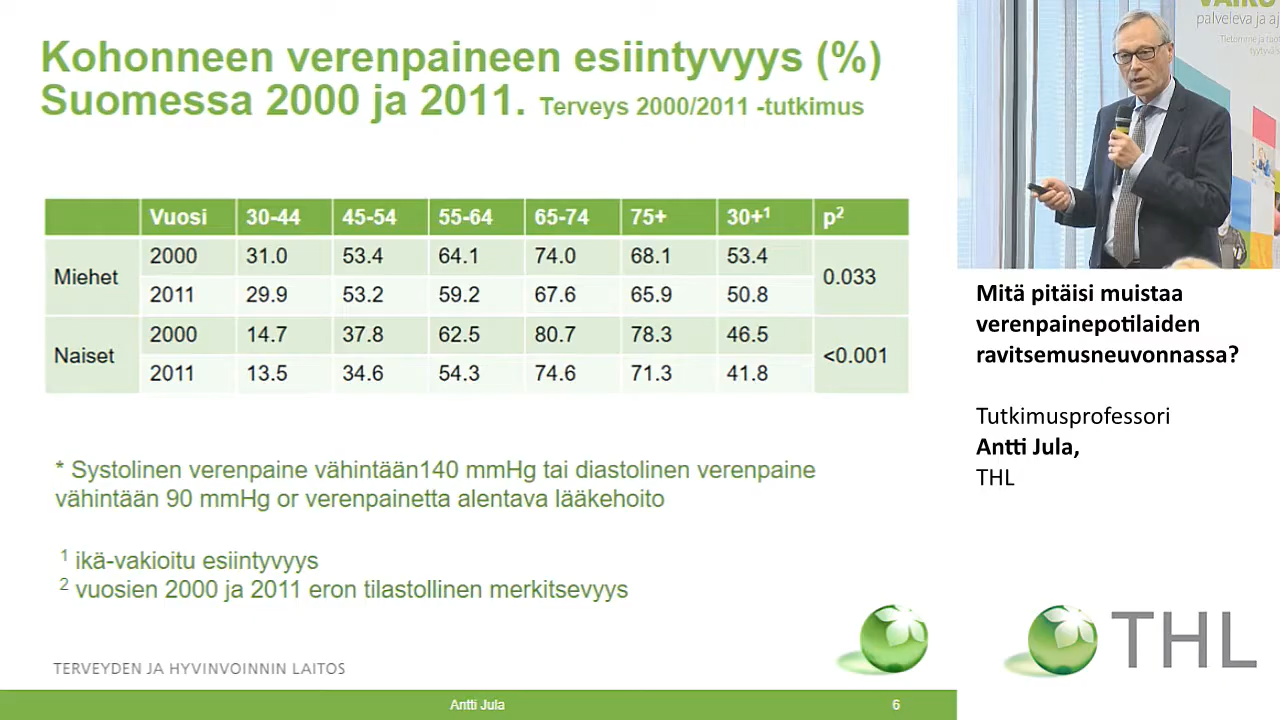 Kohonneen verenpaineen esiintyvyys (%)
Suomessa 2000 ja 2011. Terveys 2000/2011 -tutkimus
Vuosi 30-44 45-54 55-64 65-74 75+ 30+¹ p²
Miehet 2000 31.0 53.4 64.1 74.0 68.1 53.4 0.033
2011 29.9 53.2 59.2 67.6 65.9 50.8
Naiset 2000 14.7 37.8 62.5 80.7 78.3 46.5 <0.001
2011 13.5 34.6 54.3 74.6 71.3 41.8
* Systolinen verenpaine vähintään140 mmHg tai diastolinen verenpaine
vähintään 90 mmHg or verenpainetta alentava lääkehoito
¹ ikä-vakioitu esiintyvyys
² vuosien 2000 ja 2011 eron tilastollinen merkitsevyys
TERVEYDEN JA HYVINVOINNIN LAITOS
Antti Jula 6
palveleva ja aj
Mitä pitäisi muistaa
verenpainepotilaiden
ravitsemusneuvonnassa?
Tutkimusprofessori
Antti Jula,
THL
THL